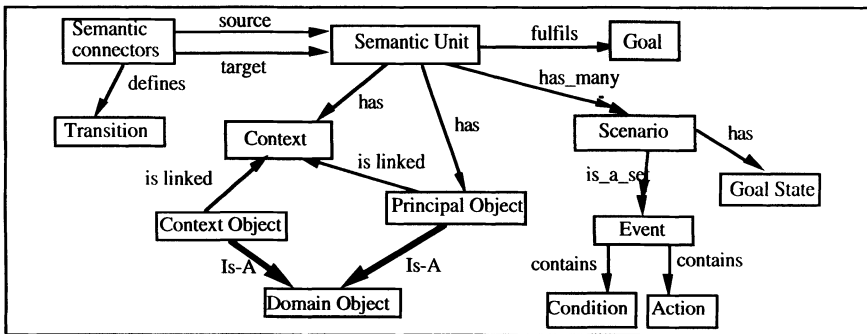 source
Semantic
connectors
Semantic Unit
fulfils
Goal
target
has_many
defines
has
Transition
Context
has
Scenario
has
is linked
is linked
is_a_set
Goal State
Context Object
Principal Object
Event
Is-A
Is-A
contains
contains
Domain Object
Condition
Action